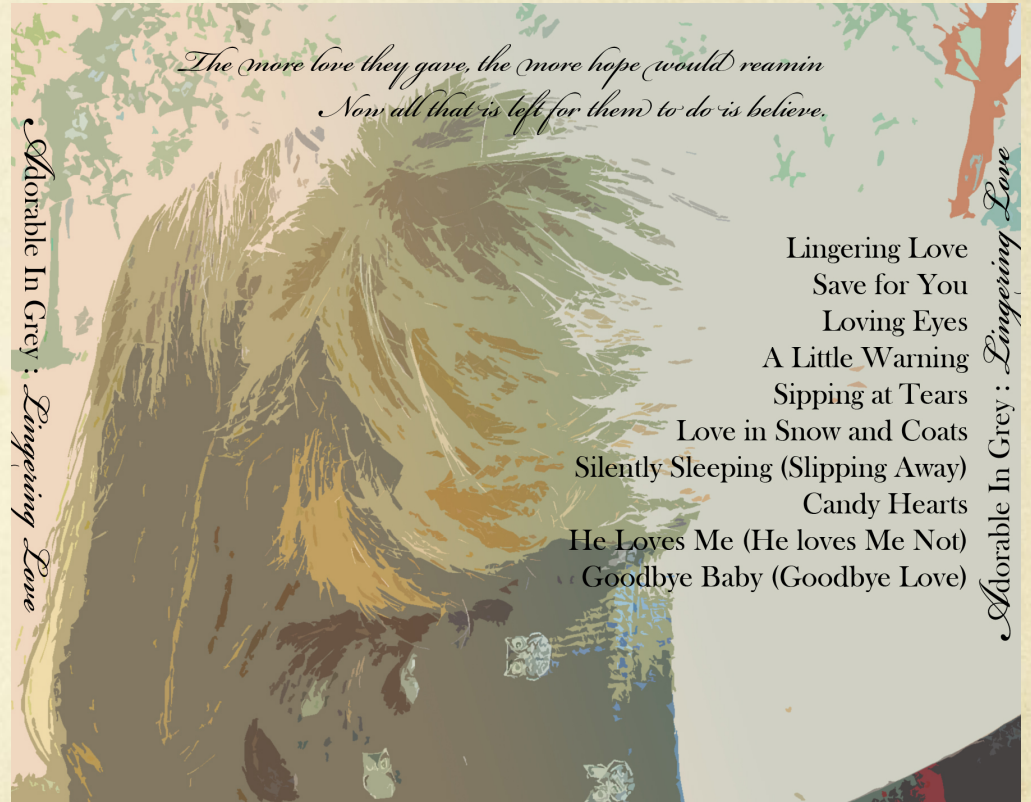 The more love they gave, the more hope would reamin
Now all that is left for them to do is believe.
Adorable In Grey : Lingering Love
Lingering Love
Save for You
Loving Eyes
A Little Warning
Sipping at Tears
Love in Snow and Coats
Silently Sleeping (Slipping Away)
Candy Hearts
He Loves Me (He loves Me Not)
Goodbye Baby (Goodbye Love)
Adorable In Grey : Lingering Love